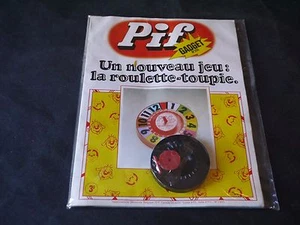 Pif
GADGET
Un nouveau jeu:
la roulette-toupie.